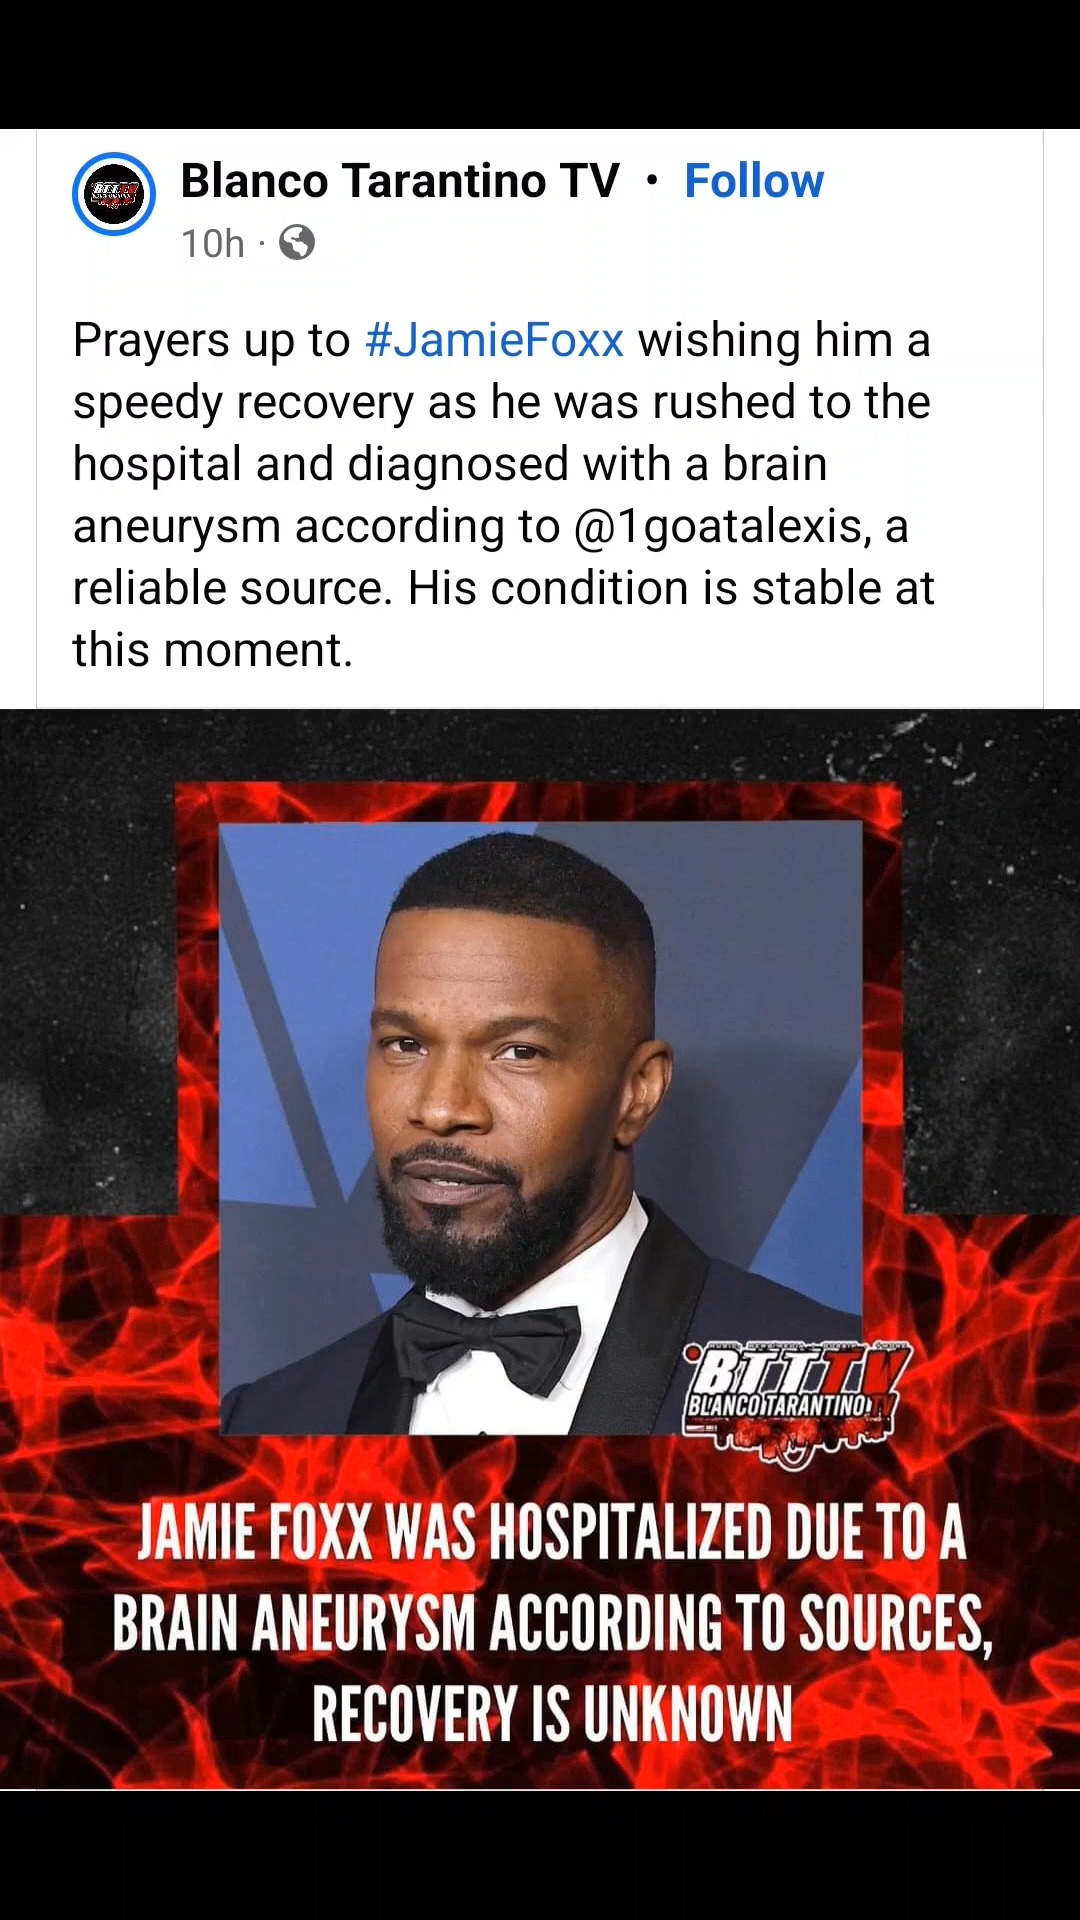 Blanco Tarantino TV • Follow
10h ·
Prayers up to #JamieFoxx wishing him a
speedy recovery as he was rushed to the
hospital and diagnosed with a brain
aneurysm according to @1goatalexis, a
reliable source. His condition is stable at
this moment.
BTTTV
BLANCO TARANTINO TV
JAMIE FOXX WAS HOSPITALIZED DUE TO A
BRAIN ANEURYSM ACCORDING TO SOURCES,
RECOVERY IS UNKNOWN